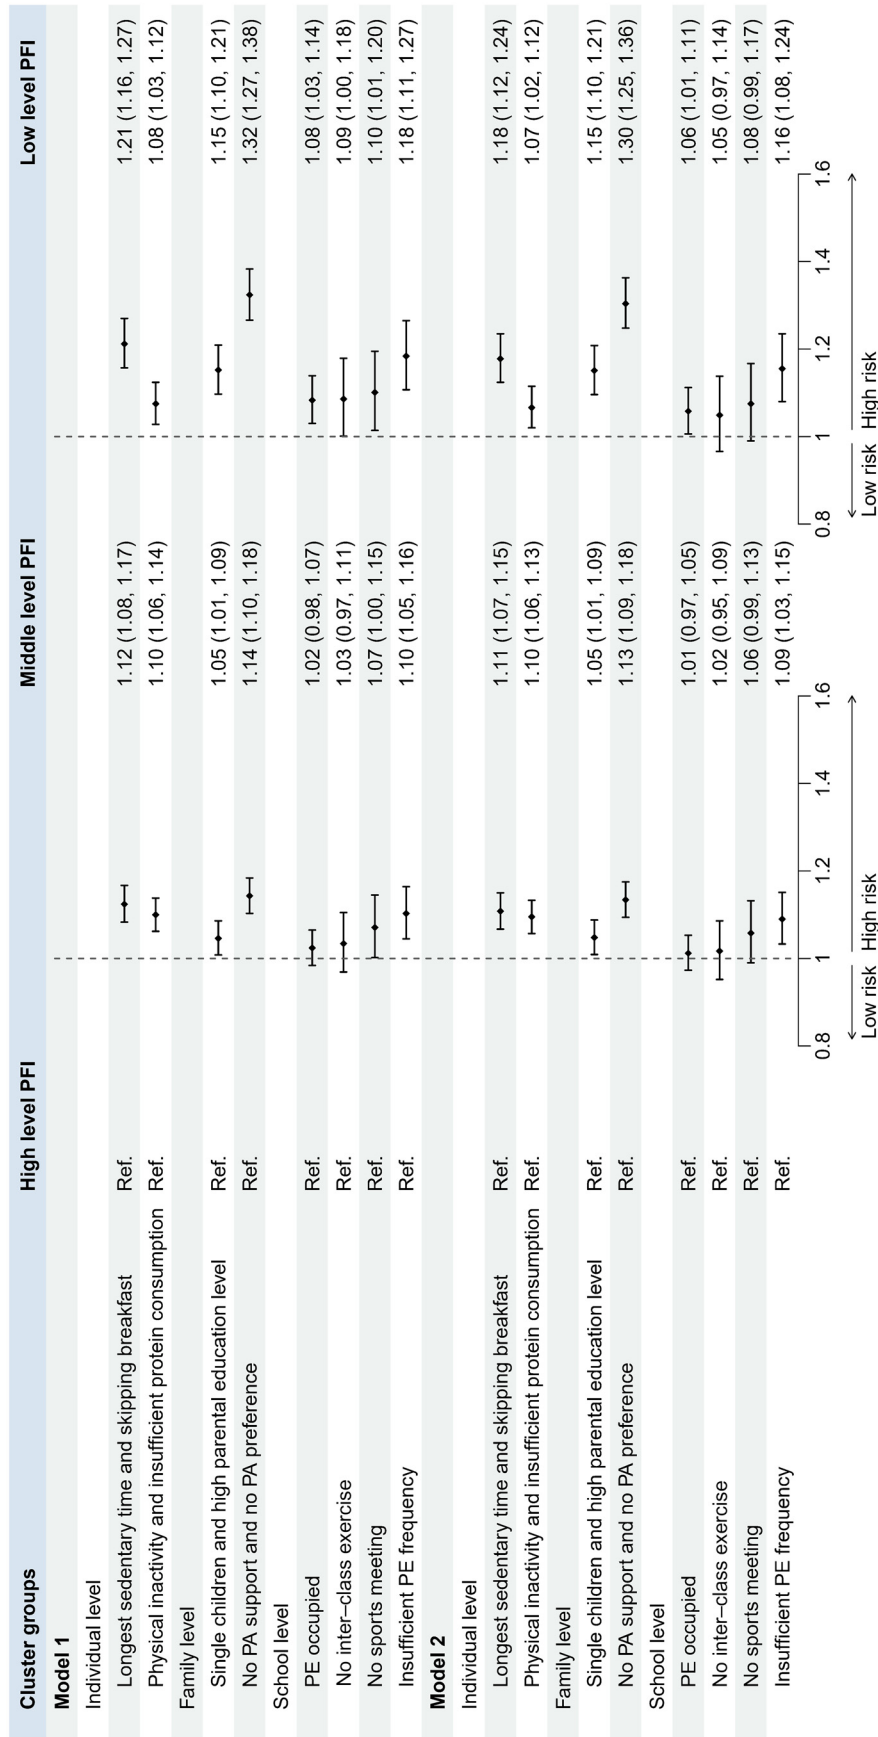 Cluster groups High level PFI Middle level PFI Low level PFI
Model 1
Individual level
Longest sedentary time and skipping breakfast Ref. 1.12 (1.08, 1.17) 1.21 (1.16, 1.27)
Physical inactivity and insufficient protein consumption Ref. 1.10 (1.06, 1.14) 1.08 (1.03, 1.12)
Family level
Single children and high parental education level Ref. 1.05 (1.01, 1.09) 1.15 (1.10, 1.21)
No PA support and no PA preference Ref. 1.14 (1.10, 1.18) 1.32 (1.27, 1.38)
School level
PE occupied Ref. 1.02 (0.98, 1.07) 1.08 (1.03, 1.14)
No inter–class exercise Ref. 1.03 (0.97, 1.11) 1.09 (1.00, 1.18)
No sports meeting Ref. 1.07 (1.00, 1.15) 1.10 (1.01, 1.20)
Insufficient PE frequency Ref. 1.10 (1.05, 1.16) 1.18 (1.11, 1.27)
Model 2
Individual level
Longest sedentary time and skipping breakfast Ref. 1.11 (1.07, 1.15) 1.18 (1.12, 1.24)
Physical inactivity and insufficient protein consumption Ref. 1.10 (1.06, 1.13) 1.07 (1.02, 1.12)
Family level
Single children and high parental education level Ref. 1.05 (1.01, 1.09) 1.15 (1.10, 1.21)
No PA support and no PA preference Ref. 1.13 (1.09, 1.18) 1.30 (1.25, 1.36)
School level
PE occupied Ref. 1.01 (0.97, 1.05) 1.06 (1.01, 1.11)
No inter–class exercise Ref. 1.02 (0.95, 1.09) 1.05 (0.97, 1.14)
No sports meeting Ref. 1.06 (0.99, 1.13) 1.08 (0.99, 1.17)
Insufficient PE frequency Ref. 1.09 (1.03, 1.15) 1.16 (1.08, 1.24)
0.8 1 1.2 1.4 1.6 0.8 1 1.2 1.4 1.6
Low risk High risk Low risk High risk